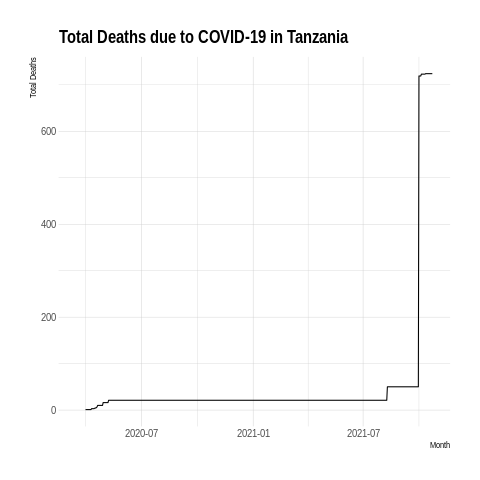 Total Deaths due to COVID-19 in Tanzania
Total Deaths
600
400
200
0
2020-07 2021-01 2021-07
Month